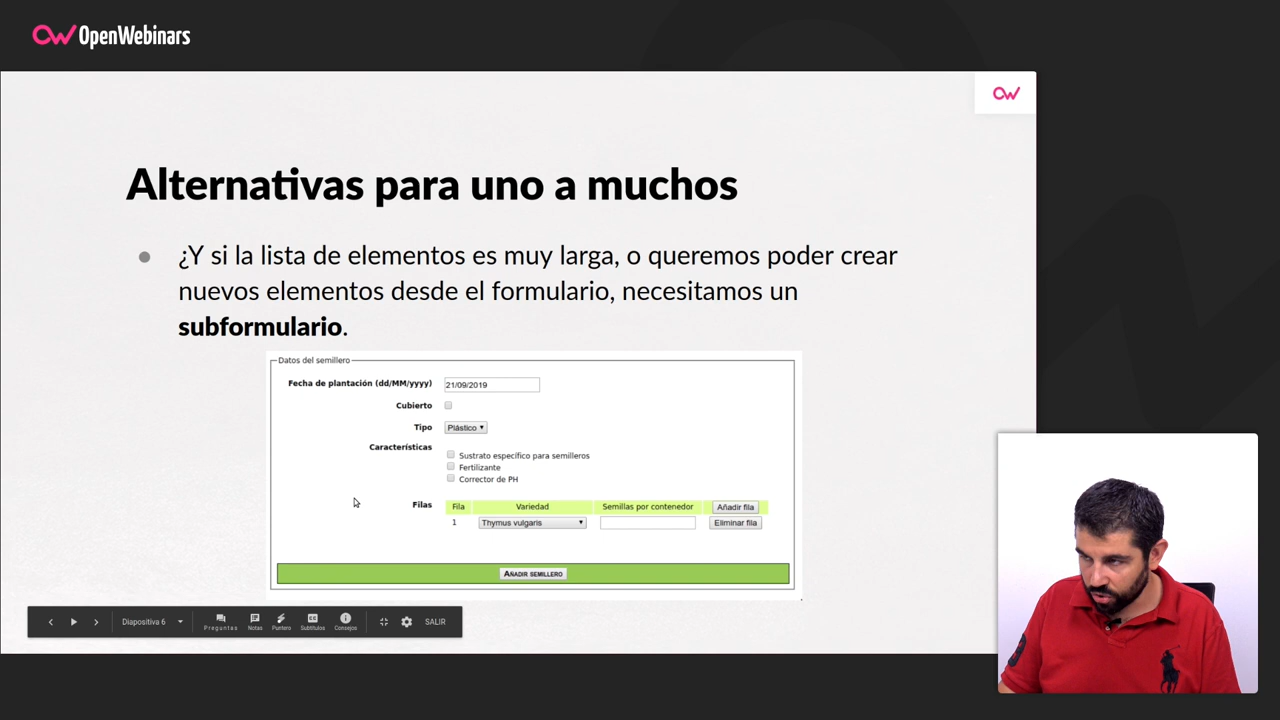 OpenWebinars
Alternativas para uno a muchos
¿Y si la lista de elementos es muy larga, o queremos poder crear
nuevos elementos desde el formulario, necesitamos un
subformulario.
Datos del semillero
Fecha de plantación (dd/MM/yyyy) 21/09/2019
Cubierto
Tipo Plástico
Características
Sustrato específico para semilleros
Fertilizante
Corrector de PH
Filas Fila Variedad Semillas por contenedor Añadir fila
1 Thymus vulgaris Eliminar fila
AÑADIR SEMILLERO
Diapositiva 6 Preguntas Notas Puntero Subtítulos Consejos SALIR